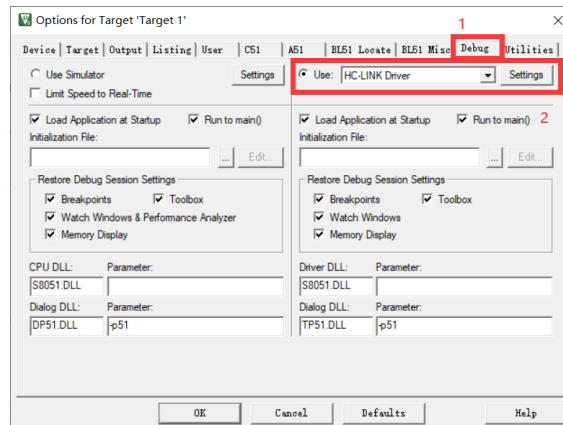 Options for Target 'Target 1'
1
Device Target Output Listing User C51 A51 BL51 Locate BL51 Misc Debug Utilities
Use Simulator Settings Use: HC-LINK Driver Settings
Limit Speed to Real-Time
Load Application at Startup Run to main() Load Application at Startup Run to main() 2
Initialization File: Initialization File:
... Edit... ... Edit...
Restore Debug Session Settings Restore Debug Session Settings
Breakpoints Toolbox Breakpoints Toolbox
Watch Windows & Performance Analyzer Watch Windows
Memory Display Memory Display
CPU DLL: Parameter: Driver DLL: Parameter:
S8051.DLL S8051.DLL
Dialog DLL: Parameter: Dialog DLL: Parameter:
DP51.DLL -p51 TP51.DLL -p51
OK Cancel Defaults Help